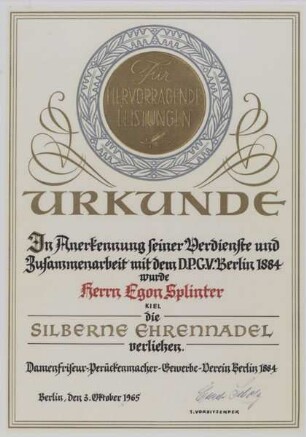 Für
HERVORRAGENDE
LEISTUNGEN
URKUNDE
In Anerkennung seiner Verdienste und
Zusammenarbeit mit dem D.P.G.V. Berlin 1884
wurde
Herrn Egon Splinter
KIEL
die
SILBERNE EHRENNADEL
verliehen.
Damenfriseur-Perückenmacher-Gewerbe-Verein Berlin 1884
Berlin, den 3. Oktober 1965
1. VORSITZENDER